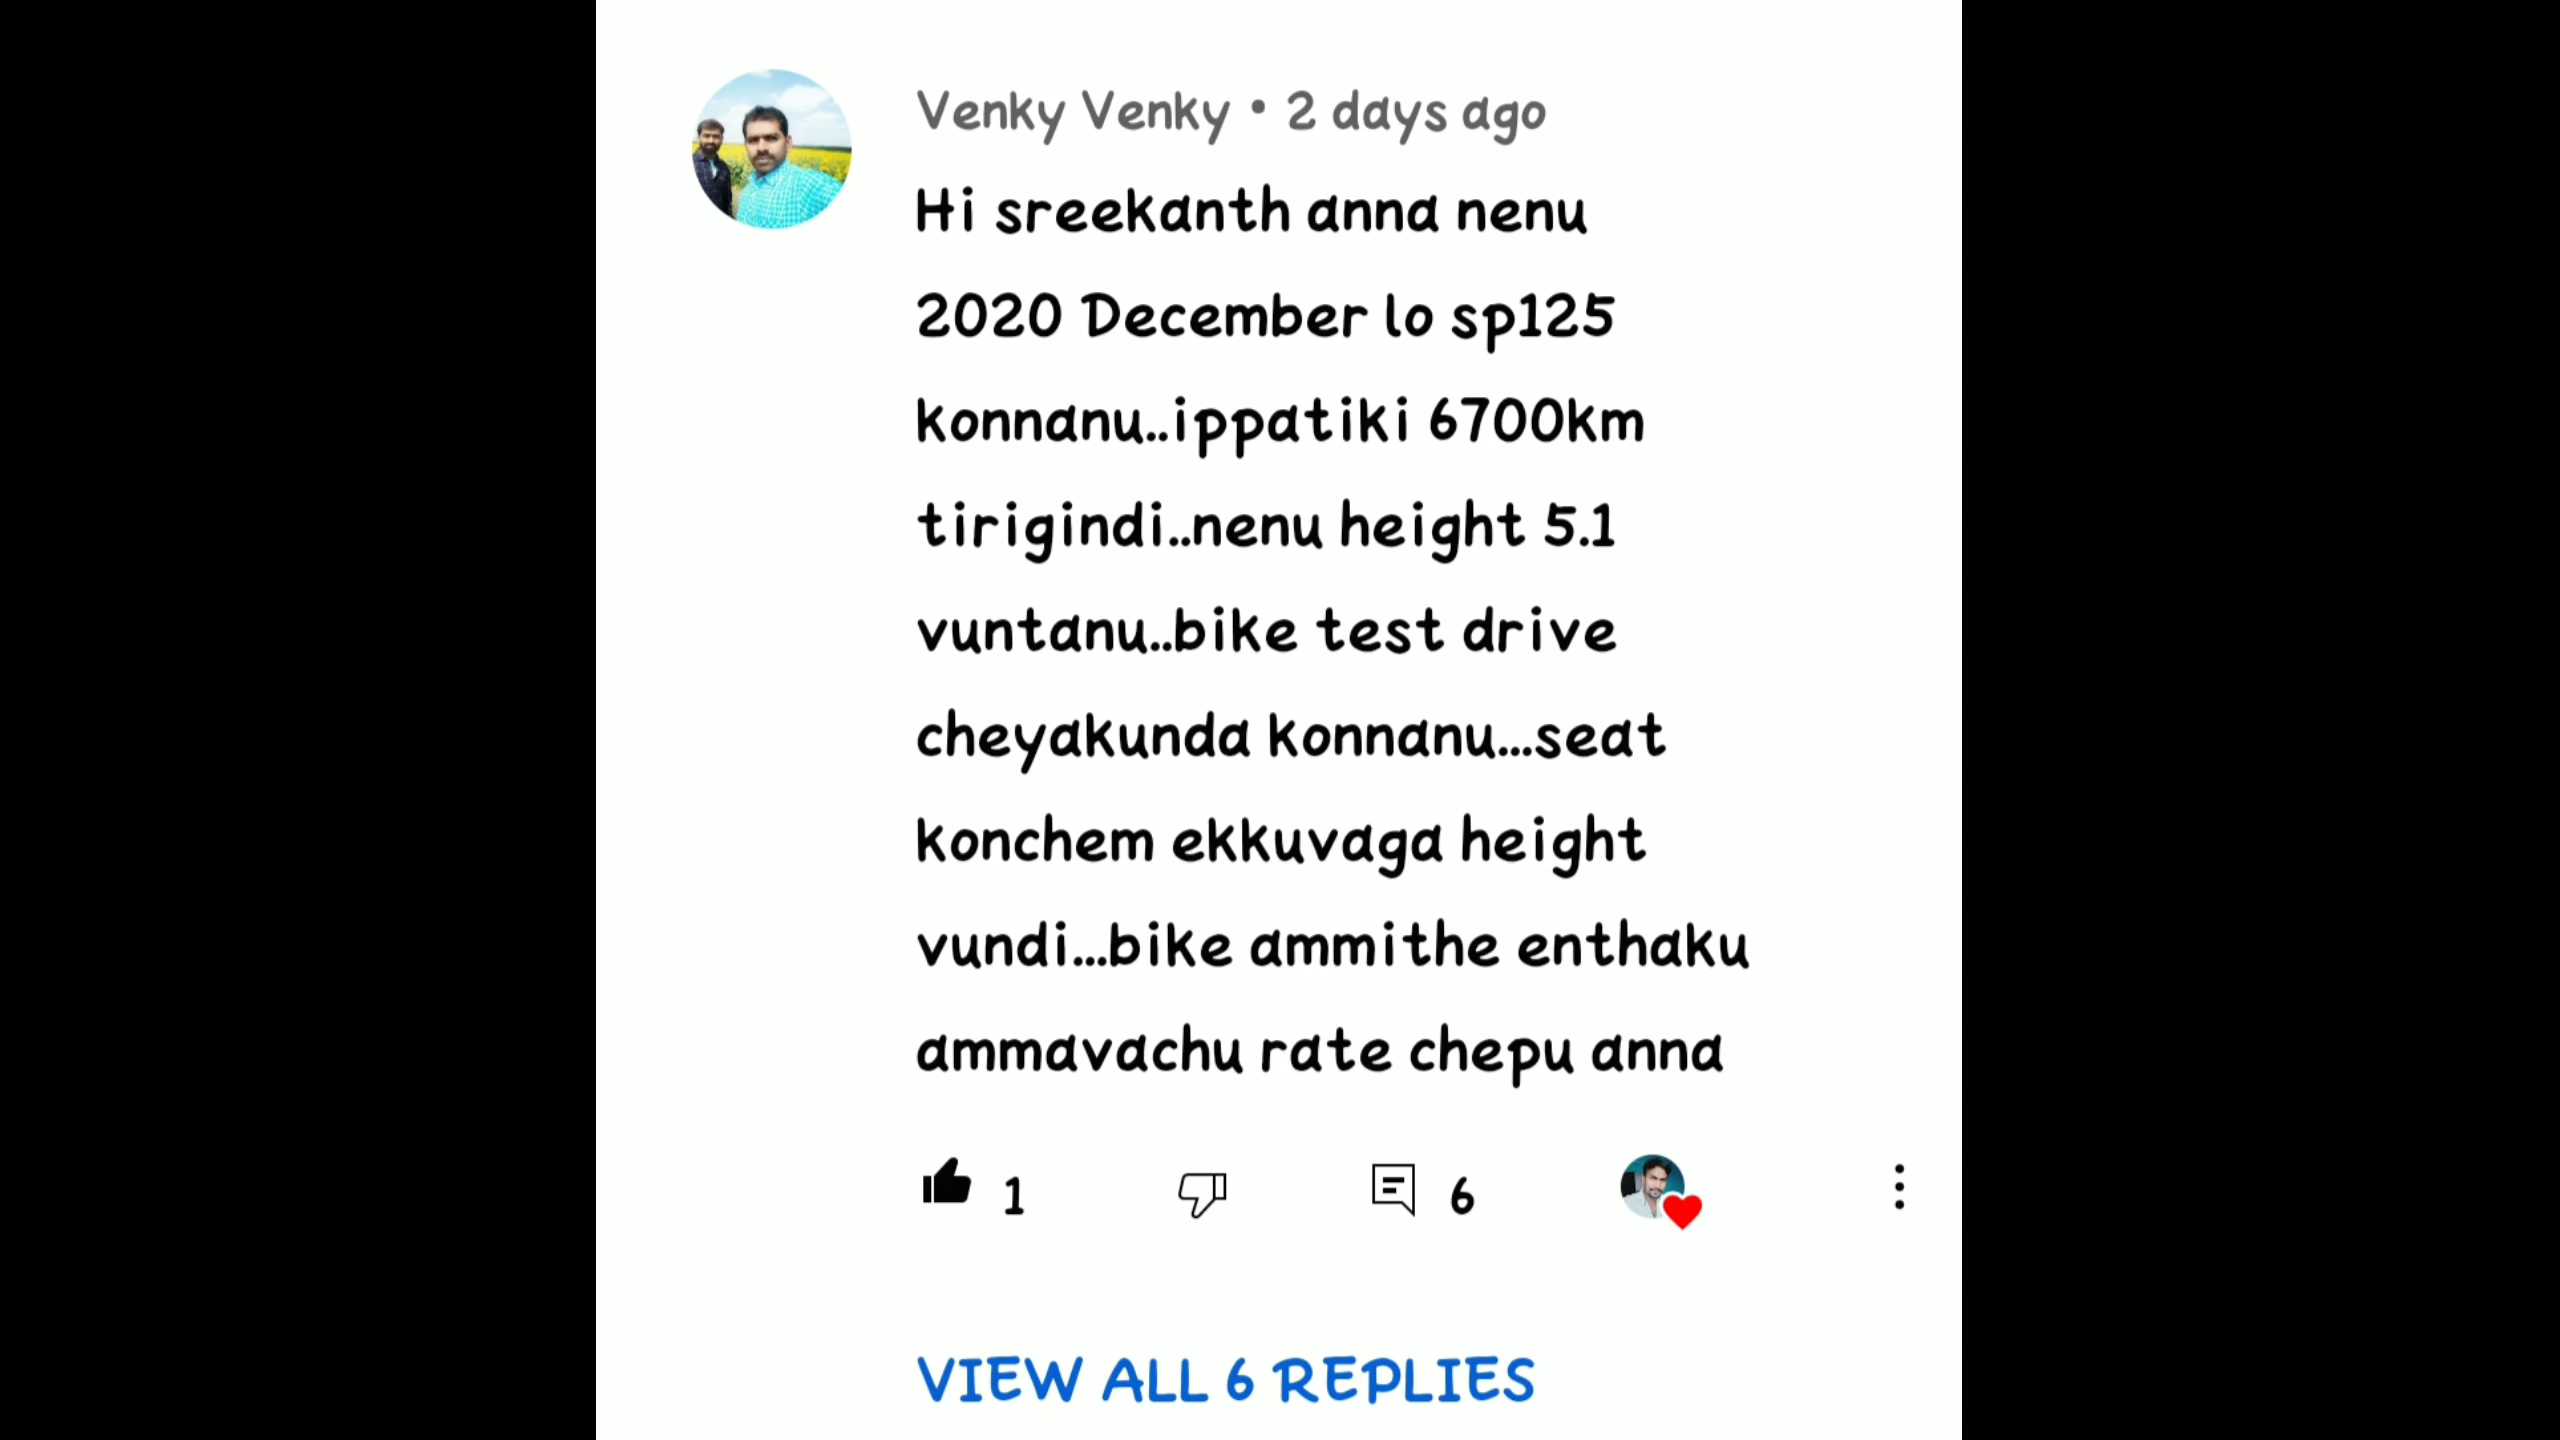 Venky Venky • 2 days ago
Hi sreekanth anna nenu
2020 December lo sp125
konnanu..ippatiki 6700km
tirigindi..nenu height 5.1
vuntanu..bike test drive
cheyakunda konnanu...seat
konchem ekkuvaga height
vundi...bike ammithe enthaku
ammavachu rate chepu anna
1 6
VIEW ALL 6 REPLIES